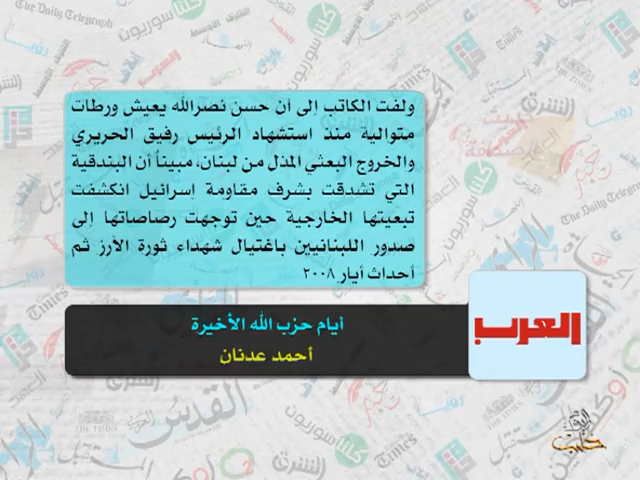 ولفت الكاتب إلى أن حسن نصرالله يعيش ورطات
متوالية منذ استشهاد الرئيس رفيق الحريري
والخروج البعثي المذل من لبنان، مبيناً أن البندقية
التي تشدقت بشرف مقاومة إسرائيل انكشفت
تبعيتها الخارجية حين توجهت رصاصاتها إلى
صدور اللبنانيين باغتيال شهداء ثورة الأرز ثم
أحداث أيار ٢٠٠٨
العرب
أيام حزب الله الأخيرة
أحمد عدنان